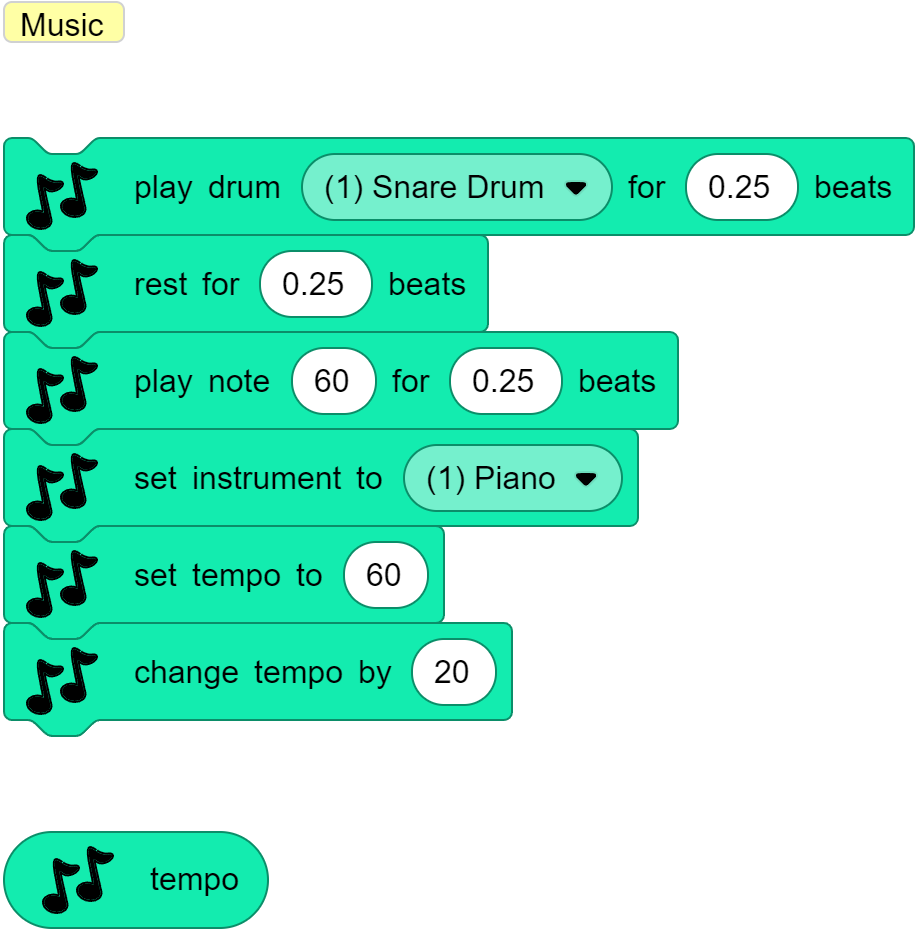 Music
play drum (1) Snare Drum for 0.25 beats
rest for 0.25 beats
play note 60 for 0.25 beats
set instrument to (1) Piano
set tempo to 60
change tempo by 20
tempo